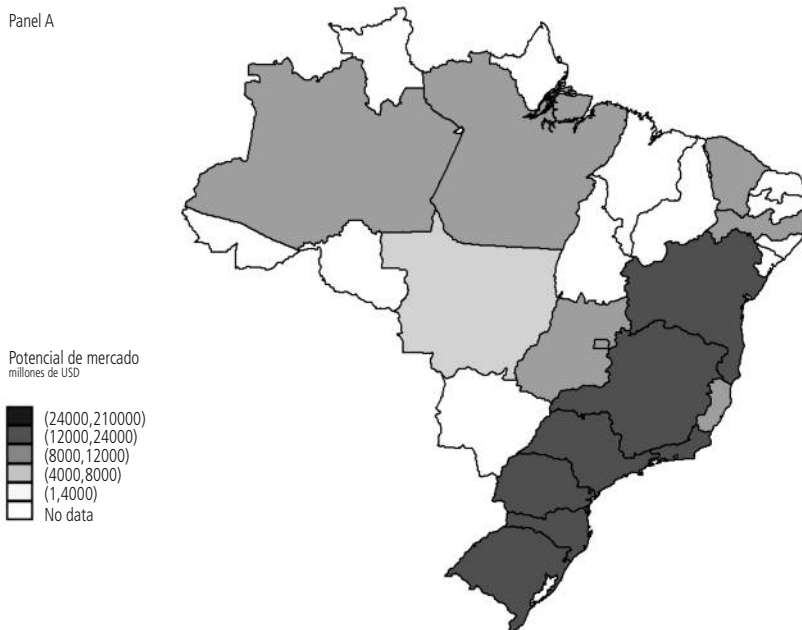 Panel A
Potencial de mercado
millones de USD
(24000,210000)
(12000,24000)
(8000,12000)
(4000,8000)
(1,4000)
No data